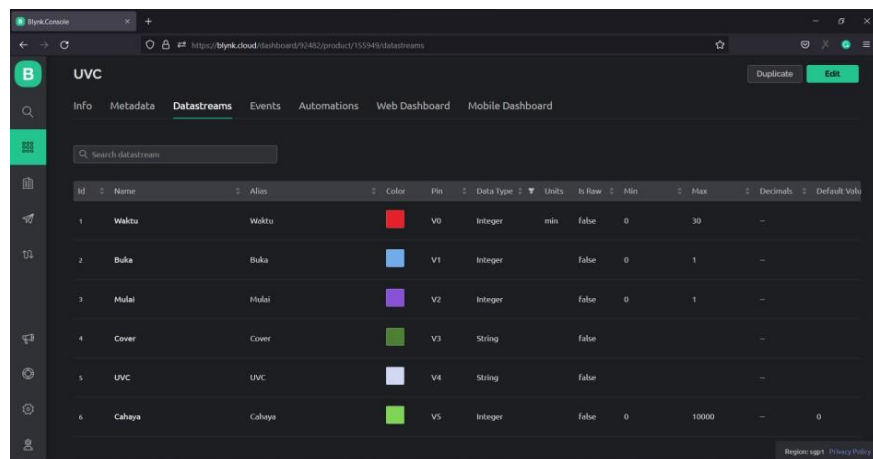 Blynk.Console
https://blynk.cloud/dashboard/92482/product/155949/datastreams
B
UVC
Duplicate
Edit
Info Metadata Datastreams Events Automations Web Dashboard Mobile Dashboard
Search datastream
Id Name Alias Color Pin Data Type Units Is Raw Min Max Decimals Default Valu
1 Waktu Waktu V0 Integer min false 0 30 –
2 Buka Buka V1 Integer false 0 1 –
3 Mulai Mulai V2 Integer false 0 1 –
4 Cover Cover V3 String false –
5 UVC UVC V4 String false –
6 Cahaya Cahaya V5 Integer false 0 10000 – 0
Region: sgp1 Privacy Policy